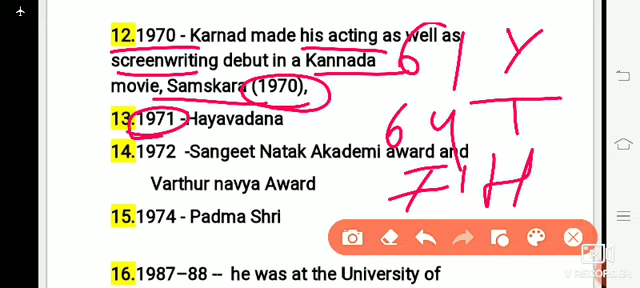 12.1970 - Karnad made his acting as well as
screenwriting debut in a Kannada
movie, Samskara (1970),
13.1971 -Hayavadana
14.1972 -Sangeet Natak Akademi award and
Varthur navya Award
15.1974 - Padma Shri
16.1987–88 -- he was at the University of
61 Y
64 T
71 H
V RECORDER